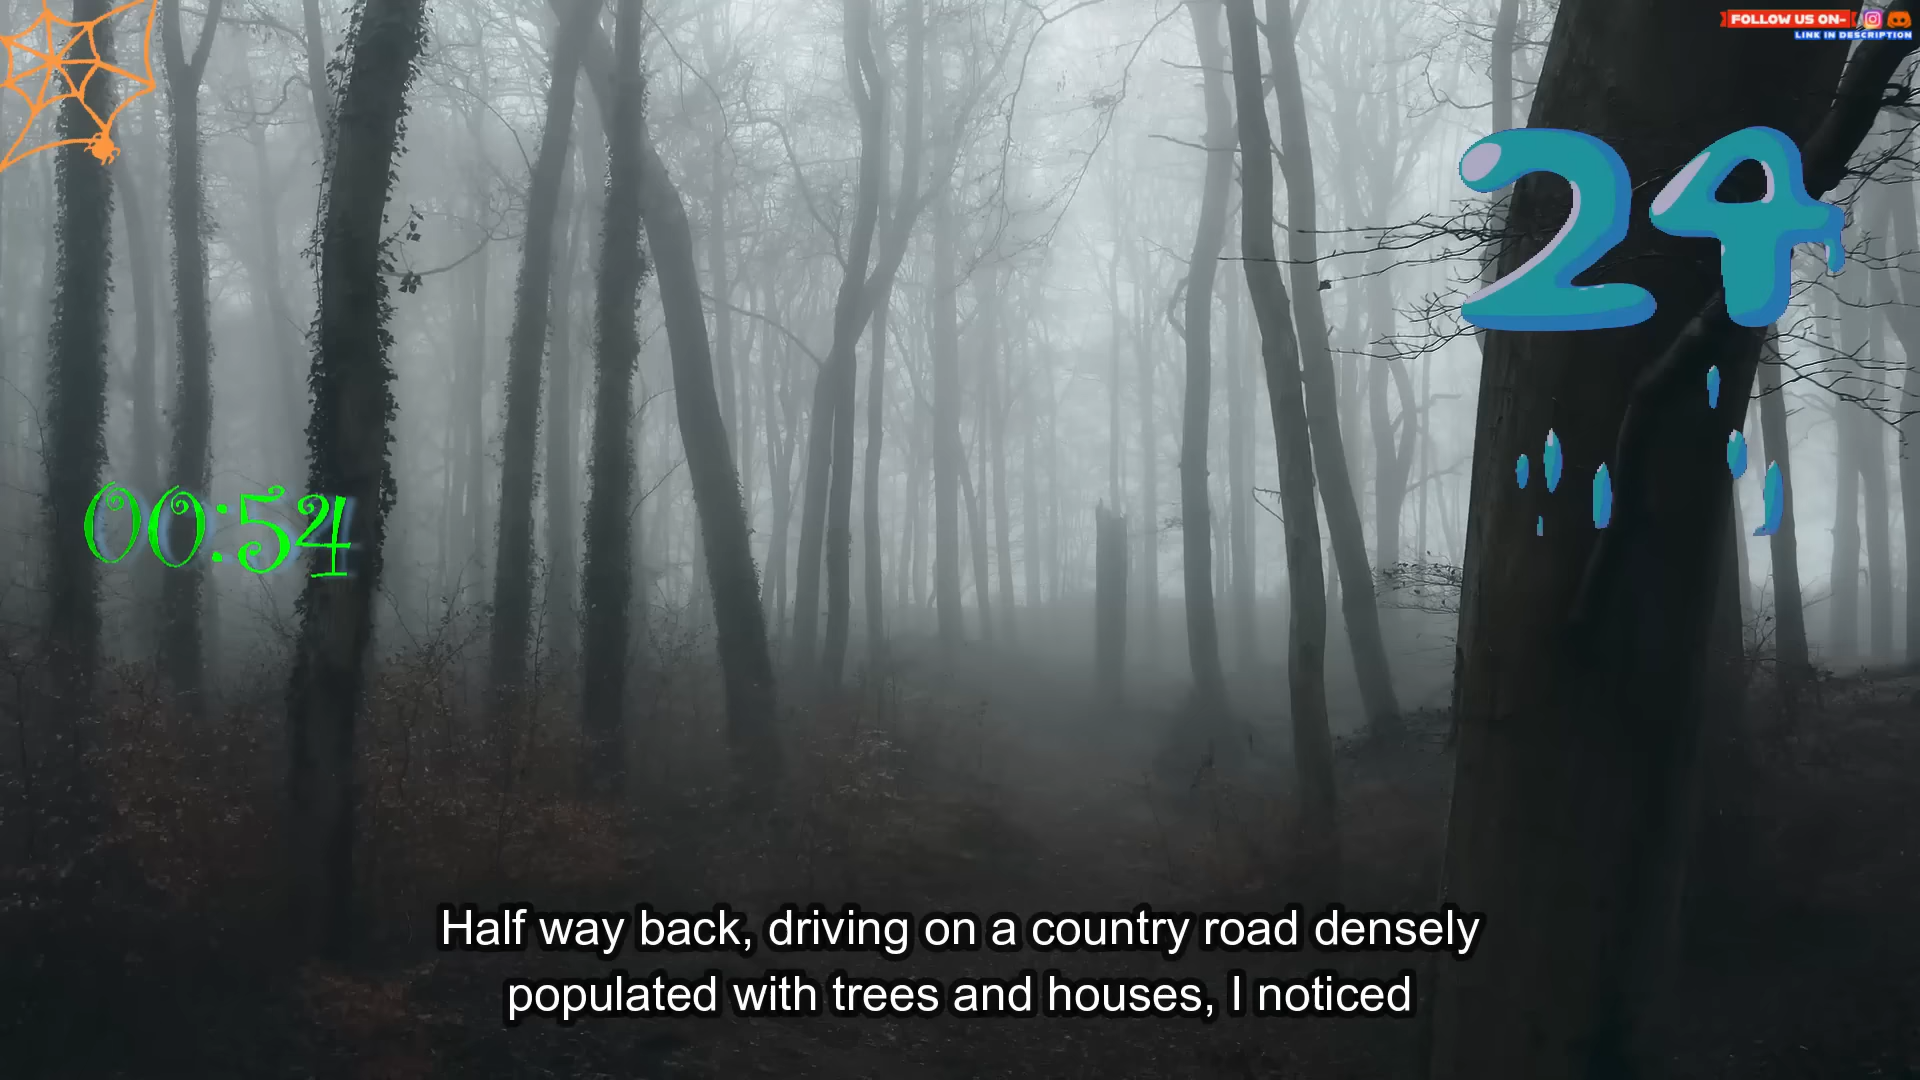 FOLLOW US ON-
LINK IN DESCRIPTION
24
00:54
Half way back, driving on a country road densely
populated with trees and houses, I noticed